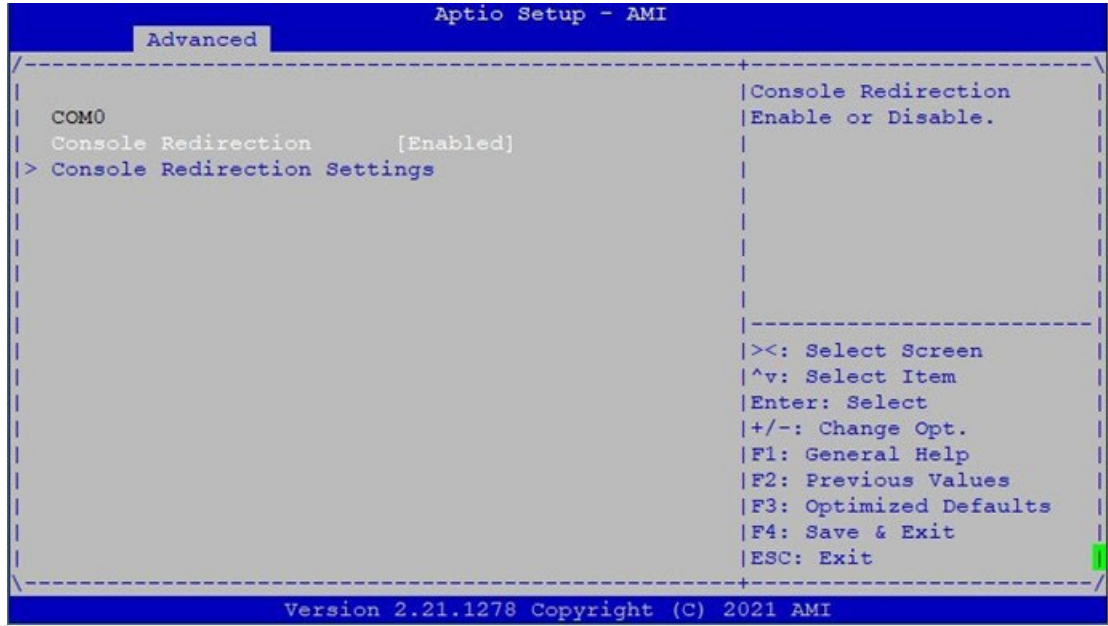 Aptio Setup - AMI
Advanced
COM0
Console Redirection [Enabled]
> Console Redirection Settings
Console Redirection
Enable or Disable.
><: Select Screen
^v: Select Item
Enter: Select
+/-: Change Opt.
F1: General Help
F2: Previous Values
F3: Optimized Defaults
F4: Save & Exit
ESC: Exit
Version 2.21.1278 Copyright (C) 2021 AMI